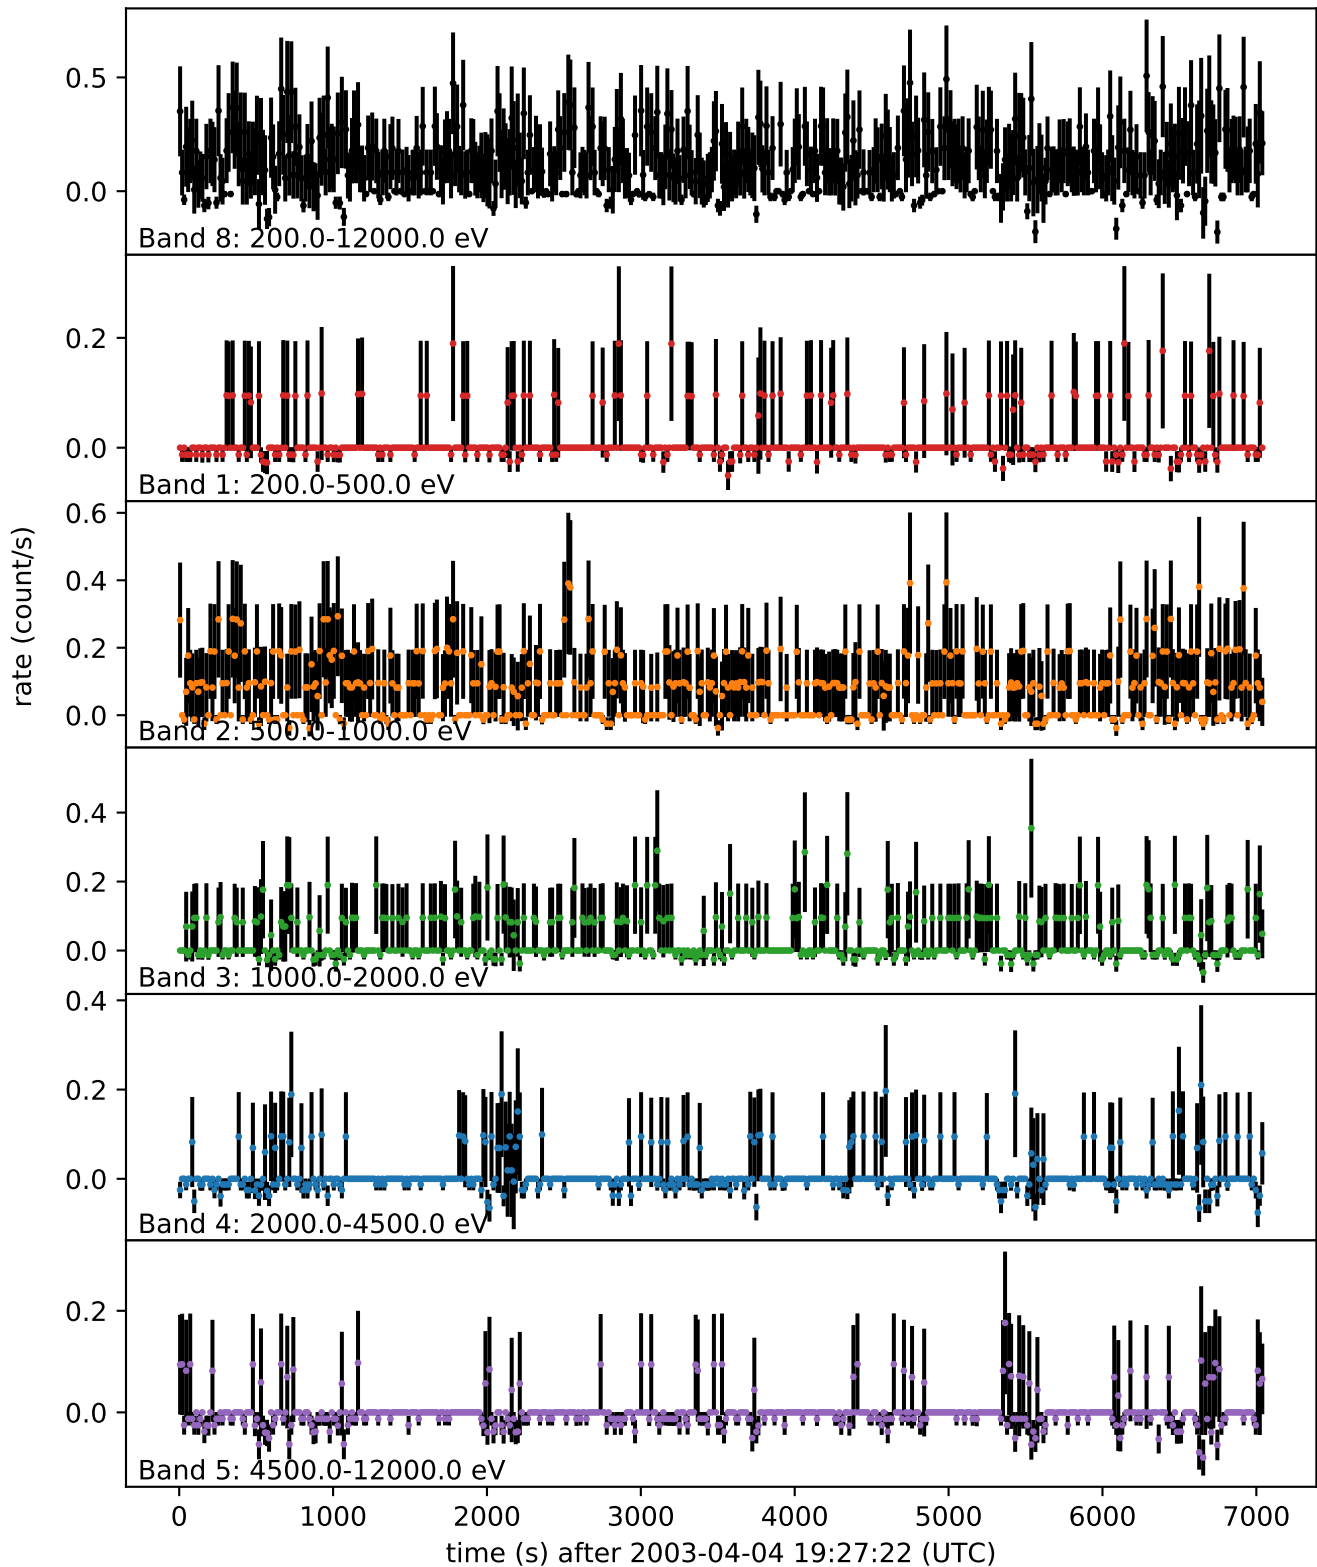 0.5
0.0
Band 8: 200.0-12000.0 eV
0.2
0.0
Band 1: 200.0-500.0 eV
0.6
0.4
0.2
0.0
Band 2: 500.0-1000.0 eV
rate (count/s)
0.4
0.2
0.0
Band 3: 1000.0-2000.0 eV
0.4
0.2
0.0
Band 4: 2000.0-4500.0 eV
0.2
0.0
Band 5: 4500.0-12000.0 eV
0 1000 2000 3000 4000 5000 6000 7000
time (s) after 2003-04-04 19:27:22 (UTC)